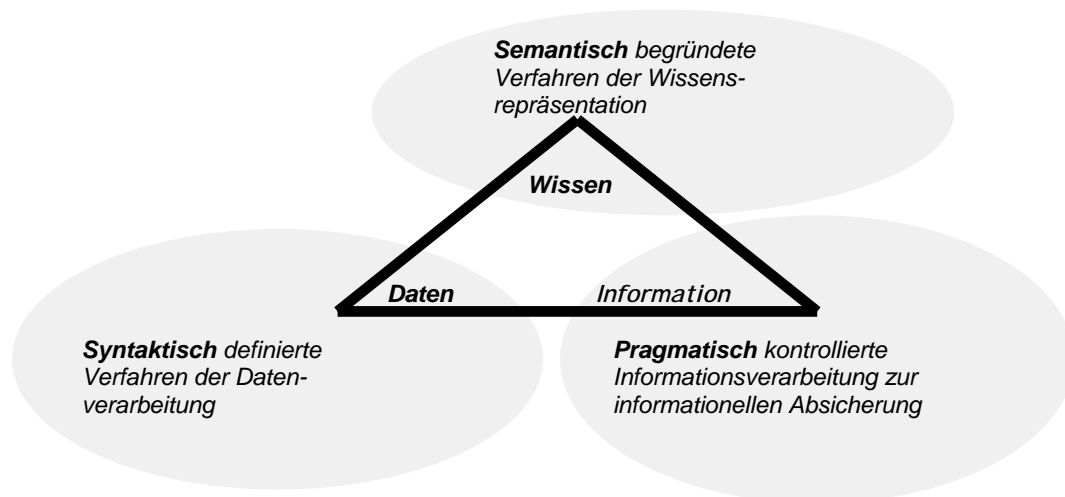 Semantisch begründete
Verfahren der Wissens-
repräsentation
Wissen
Daten
Information
Syntaktisch definierte
Verfahren der Daten-
verarbeitung
Pragmatisch kontrollierte
Informationsverarbeitung zur
informationellen Absicherung